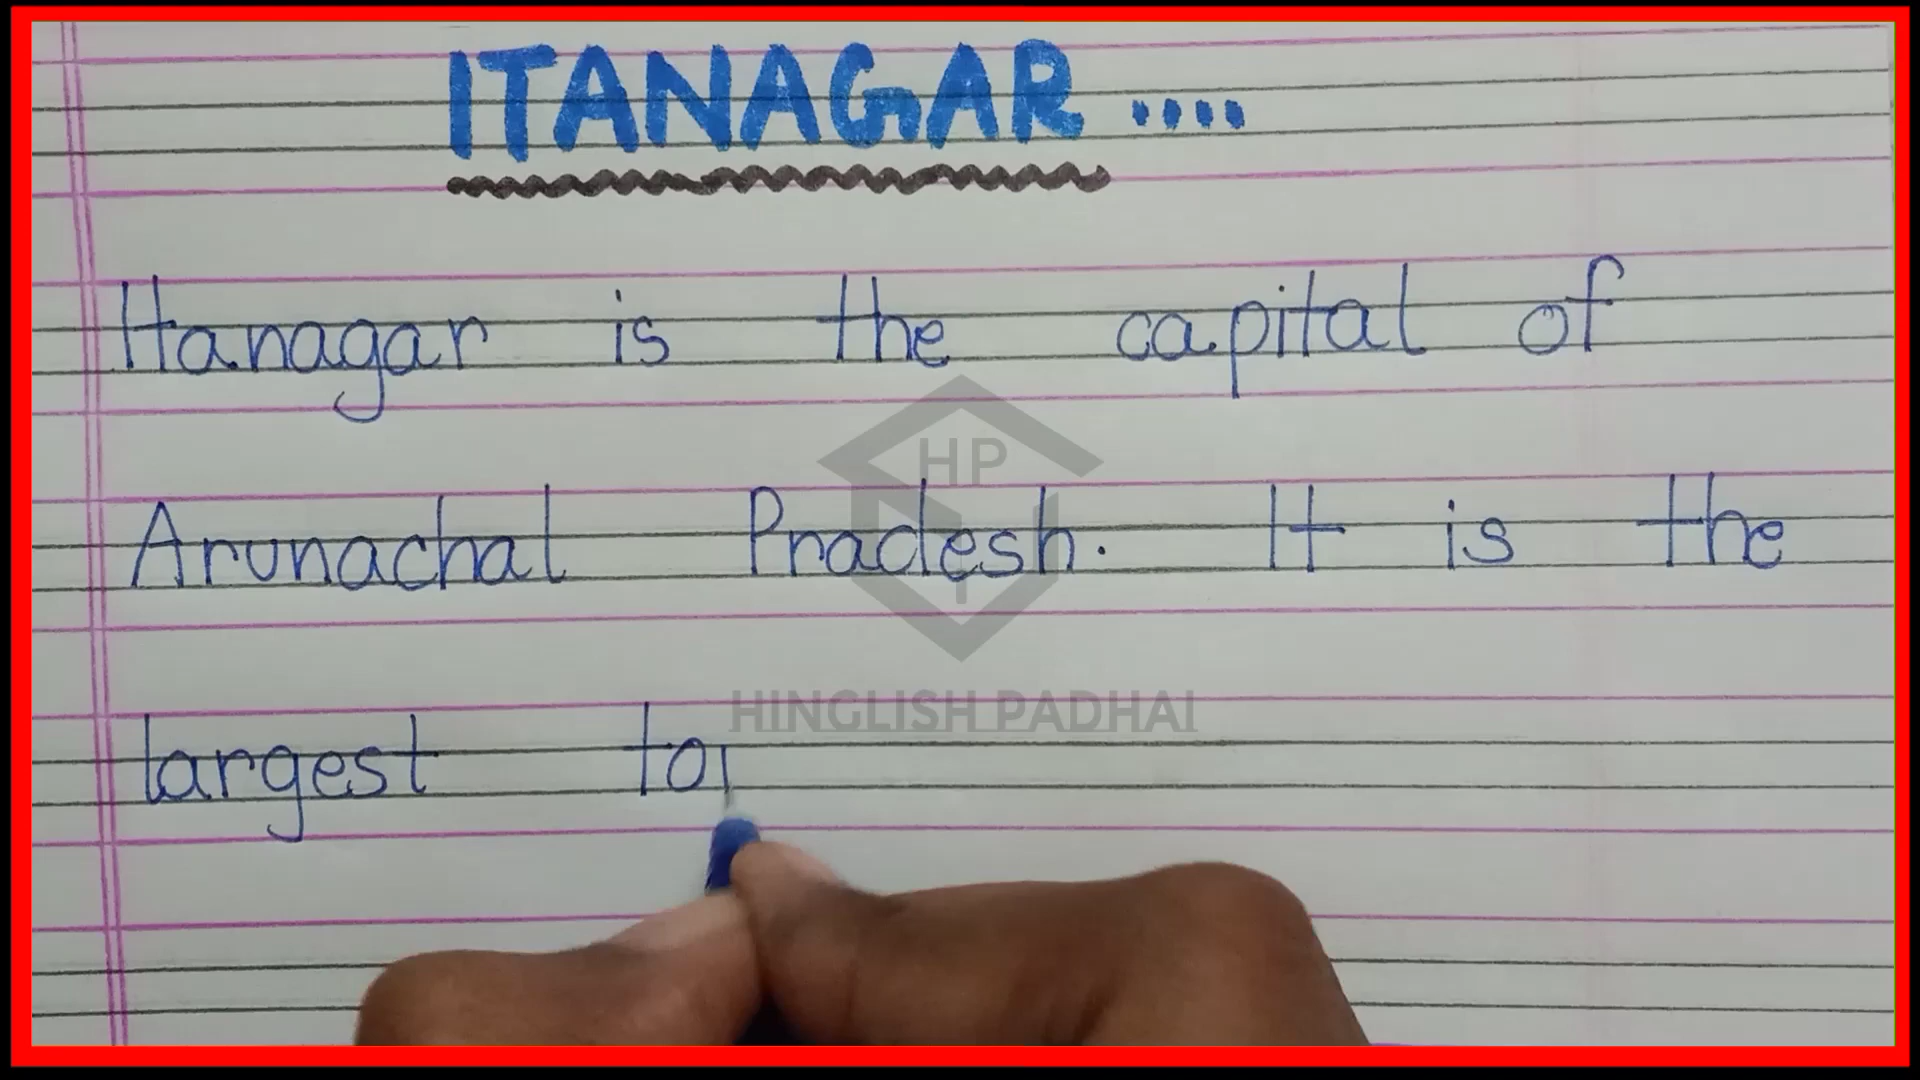 ITANAGAR ....
Itanagar is the capital of
HP
Arunachal Pradesh. It is the
HINGLISH PADHAI
largest